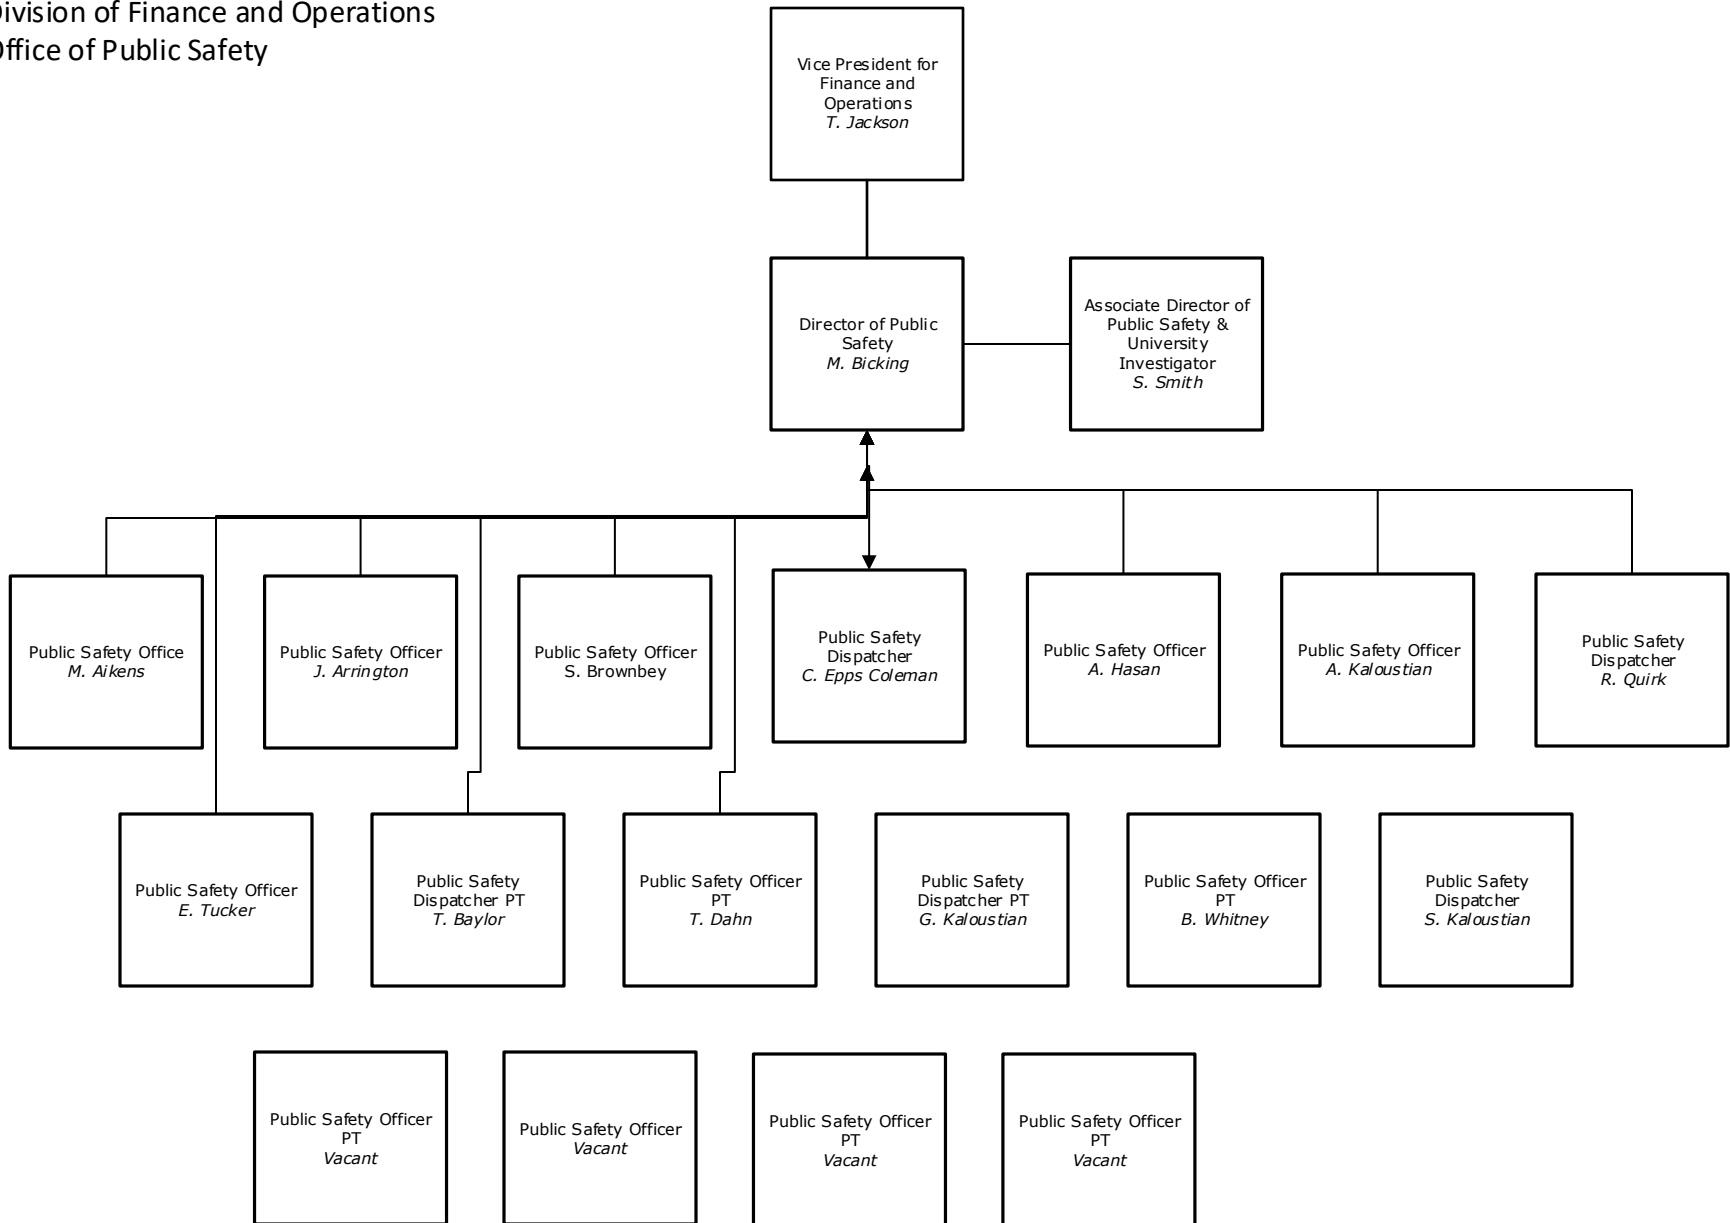 Division of Finance and Operations
Office of Public Safety
Vice President for
Finance and
Operations
T. Jackson
Director of Public
Safety
M. Bicking
Associate Director of
Public Safety &
University
Investigator
S. Smith
Public Safety Office
M. Aikens
Public Safety Officer
J. Arrington
Public Safety Officer
S. Brownbey
Public Safety
Dispatcher
C. Epps Coleman
Public Safety Officer
A. Hasan
Public Safety Officer
A. Kaloustian
Public Safety
Dispatcher
R. Quirk
Public Safety Officer
E. Tucker
Public Safety
Dispatcher PT
T. Baylor
Public Safety Officer
PT
T. Dahn
Public Safety
Dispatcher PT
G. Kaloustian
Public Safety Officer
PT
B. Whitney
Public Safety
Dispatcher
S. Kaloustian
Public Safety Officer
PT
Vacant
Public Safety Officer
Vacant
Public Safety Officer
PT
Vacant
Public Safety Officer
PT
Vacant